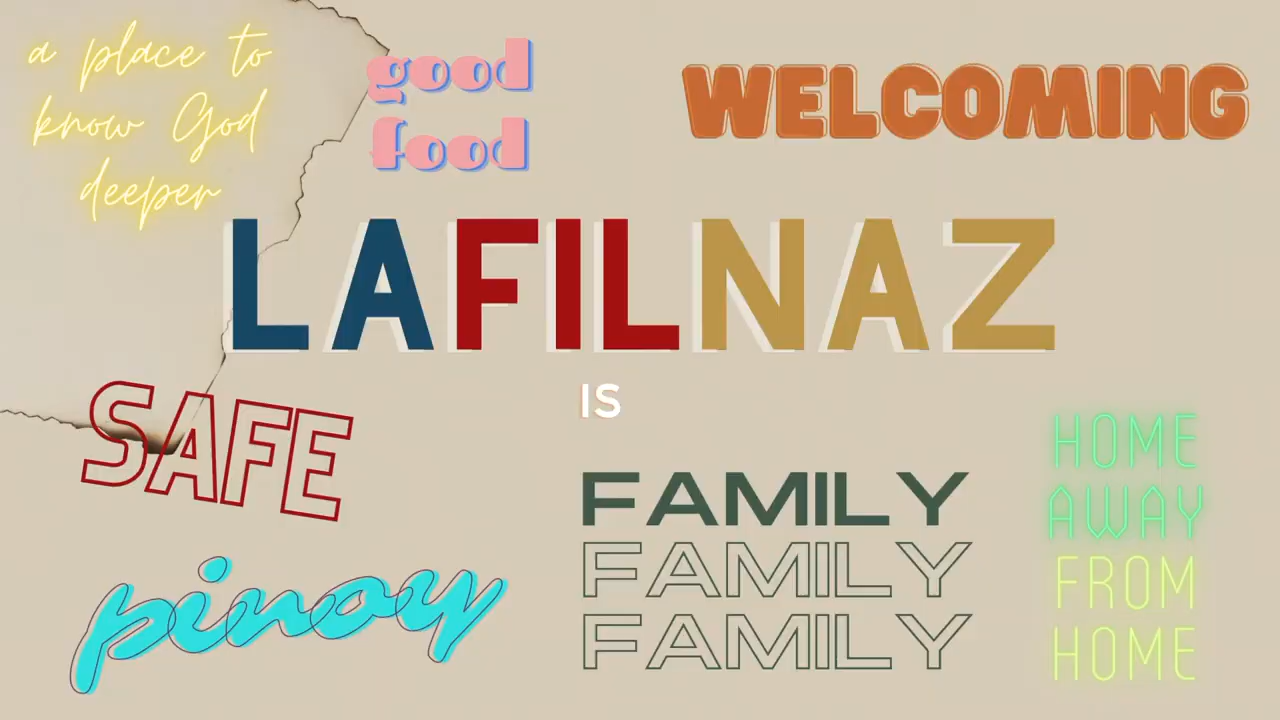 a place to
know God
deeper
good
food
WELCOMING
LAFILNAZ
IS
SAFE
pinoy
FAMILY
FAMILY
FAMILY
HOME
AWAY
FROM
HOME